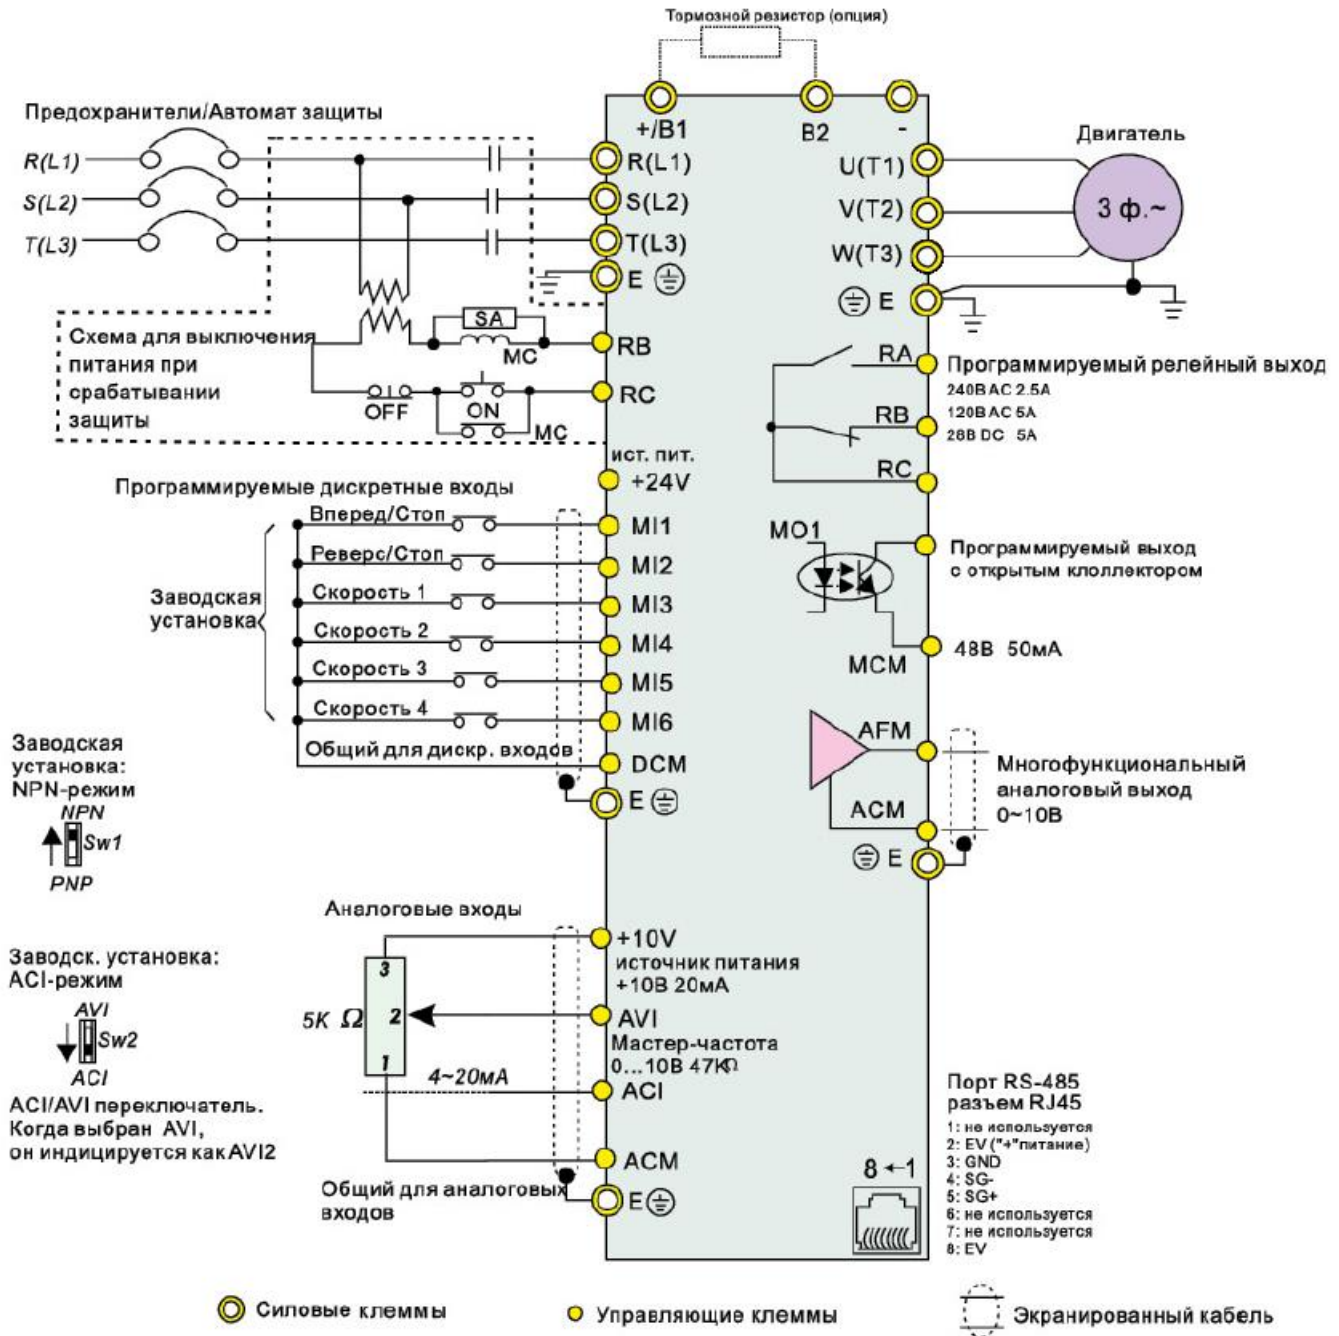 Тормозной резистор (опция)
Предохранители/Автомат защиты
+/B1
B2
-
Двигатель
R(L1)
R(L1)
U(T1)
S(L2)
S(L2)
V(T2)
3 ф.~
T(L3)
T(L3)
W(T3)
E
E
SA
MC
RB
Схема для выключения
питания при
срабатывании
защиты
RC
OFF
ON
MC
RA
Программируемый релейный выход
240В AC 2.5А
120В AC 5А
28В DC 5А
RB
RC
ист. пит.
+24V
Программируемые дискретные входы
Вперед/Стоп
MI1
Реверс/Стоп
MI2
Скорость 1
MI3
Скорость 2
MI4
Скорость 3
MI5
Скорость 4
MI6
Заводская
установка
Общий для дискр. входов
DCM
E
MO1
Программируемый выход
с открытым клоллектором
MCM
48В 50мА
AFM
ACM
E
Многофункциональный
аналоговый выход
0~10В
Заводская
установка:
NPN-режим
NPN
Sw1
PNP
Аналоговые входы
+10V
источник питания
+10В 20мА
3
5K Ω
2
1
AVI
Мастер-частота
0...10В 47KΩ
4~20мА
ACI
ACM
Общий для аналоговых
входов
E
Заводск. установка:
ACI-режим
AVI
Sw2
ACI
ACI/AVI переключатель.
Когда выбран AVI,
он индицируется как AVI2
8←1
Порт RS-485
разъем RJ45
1: не используется
2: EV ("+"питание)
3: GND
4: SG-
5: SG+
6: не используется
7: не используется
8: EV
Силовые клеммы
Управляющие клеммы
Экранированный кабель